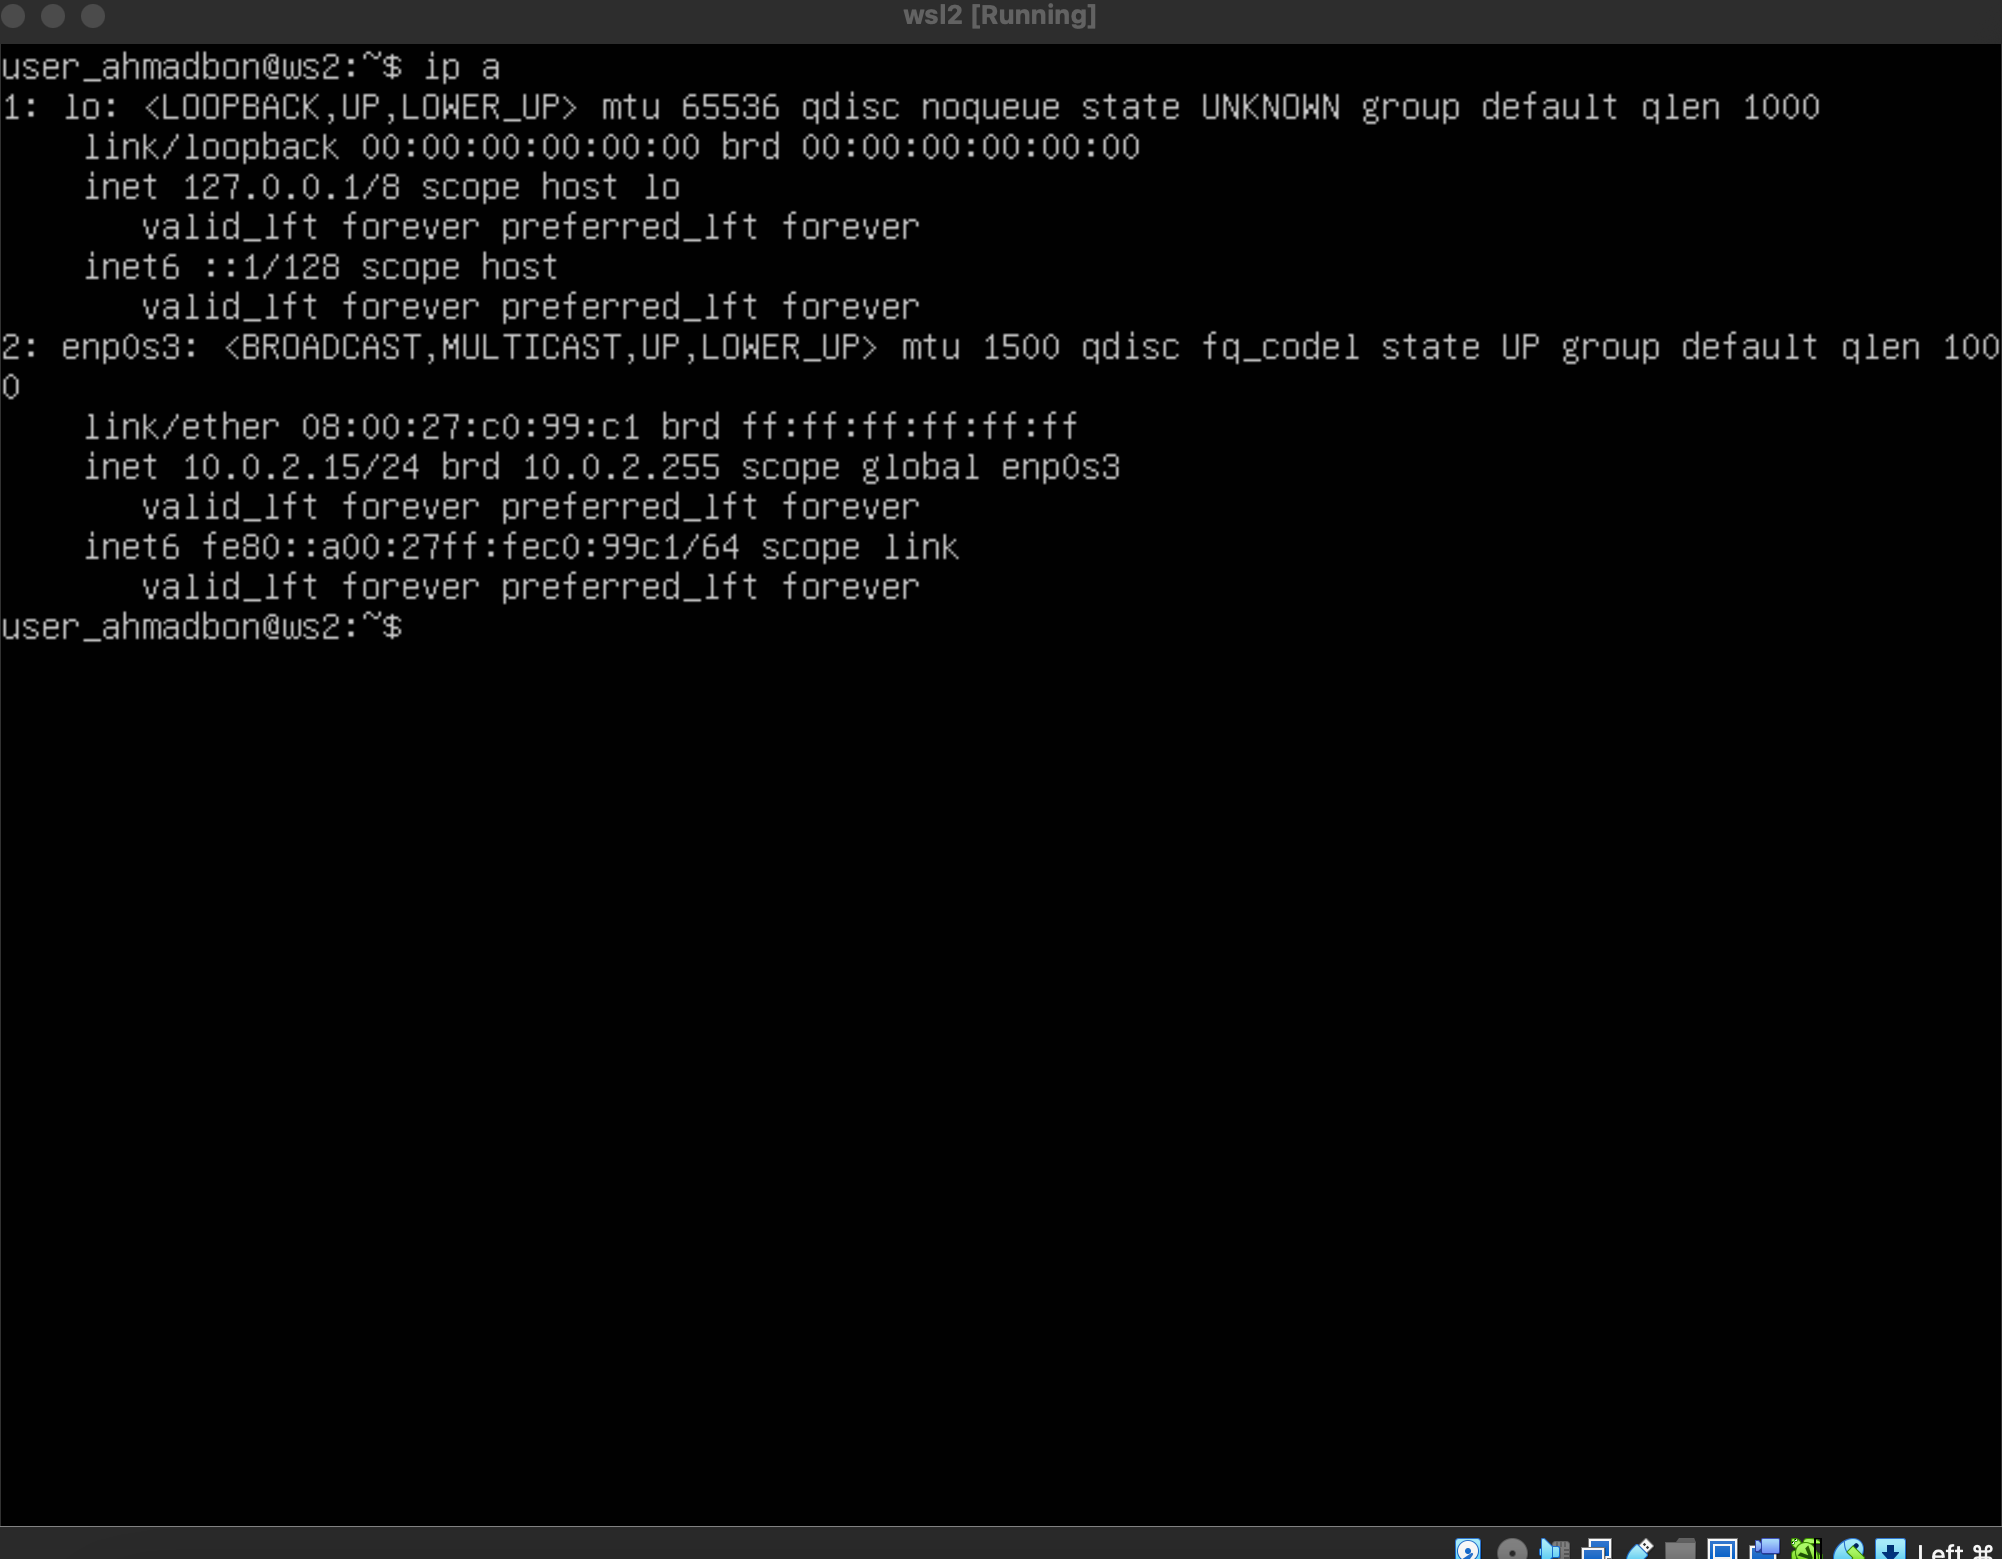 wsl2 [Running]
user_ahmadbon@ws2:~$ ip a
1: lo: <LOOPBACK,UP,LOWER_UP> mtu 65536 qdisc noqueue state UNKNOWN group default qlen 1000
    link/loopback 00:00:00:00:00:00 brd 00:00:00:00:00:00
    inet 127.0.0.1/8 scope host lo
       valid_lft forever preferred_lft forever
    inet6 ::1/128 scope host
       valid_lft forever preferred_lft forever
2: enp0s3: <BROADCAST,MULTICAST,UP,LOWER_UP> mtu 1500 qdisc fq_codel state UP group default qlen 100
0
    link/ether 08:00:27:c0:99:c1 brd ff:ff:ff:ff:ff:ff
    inet 10.0.2.15/24 brd 10.0.2.255 scope global enp0s3
       valid_lft forever preferred_lft forever
    inet6 fe80::a00:27ff:fec0:99c1/64 scope link
       valid_lft forever preferred_lft forever
user_ahmadbon@ws2:~$
Left ⌘